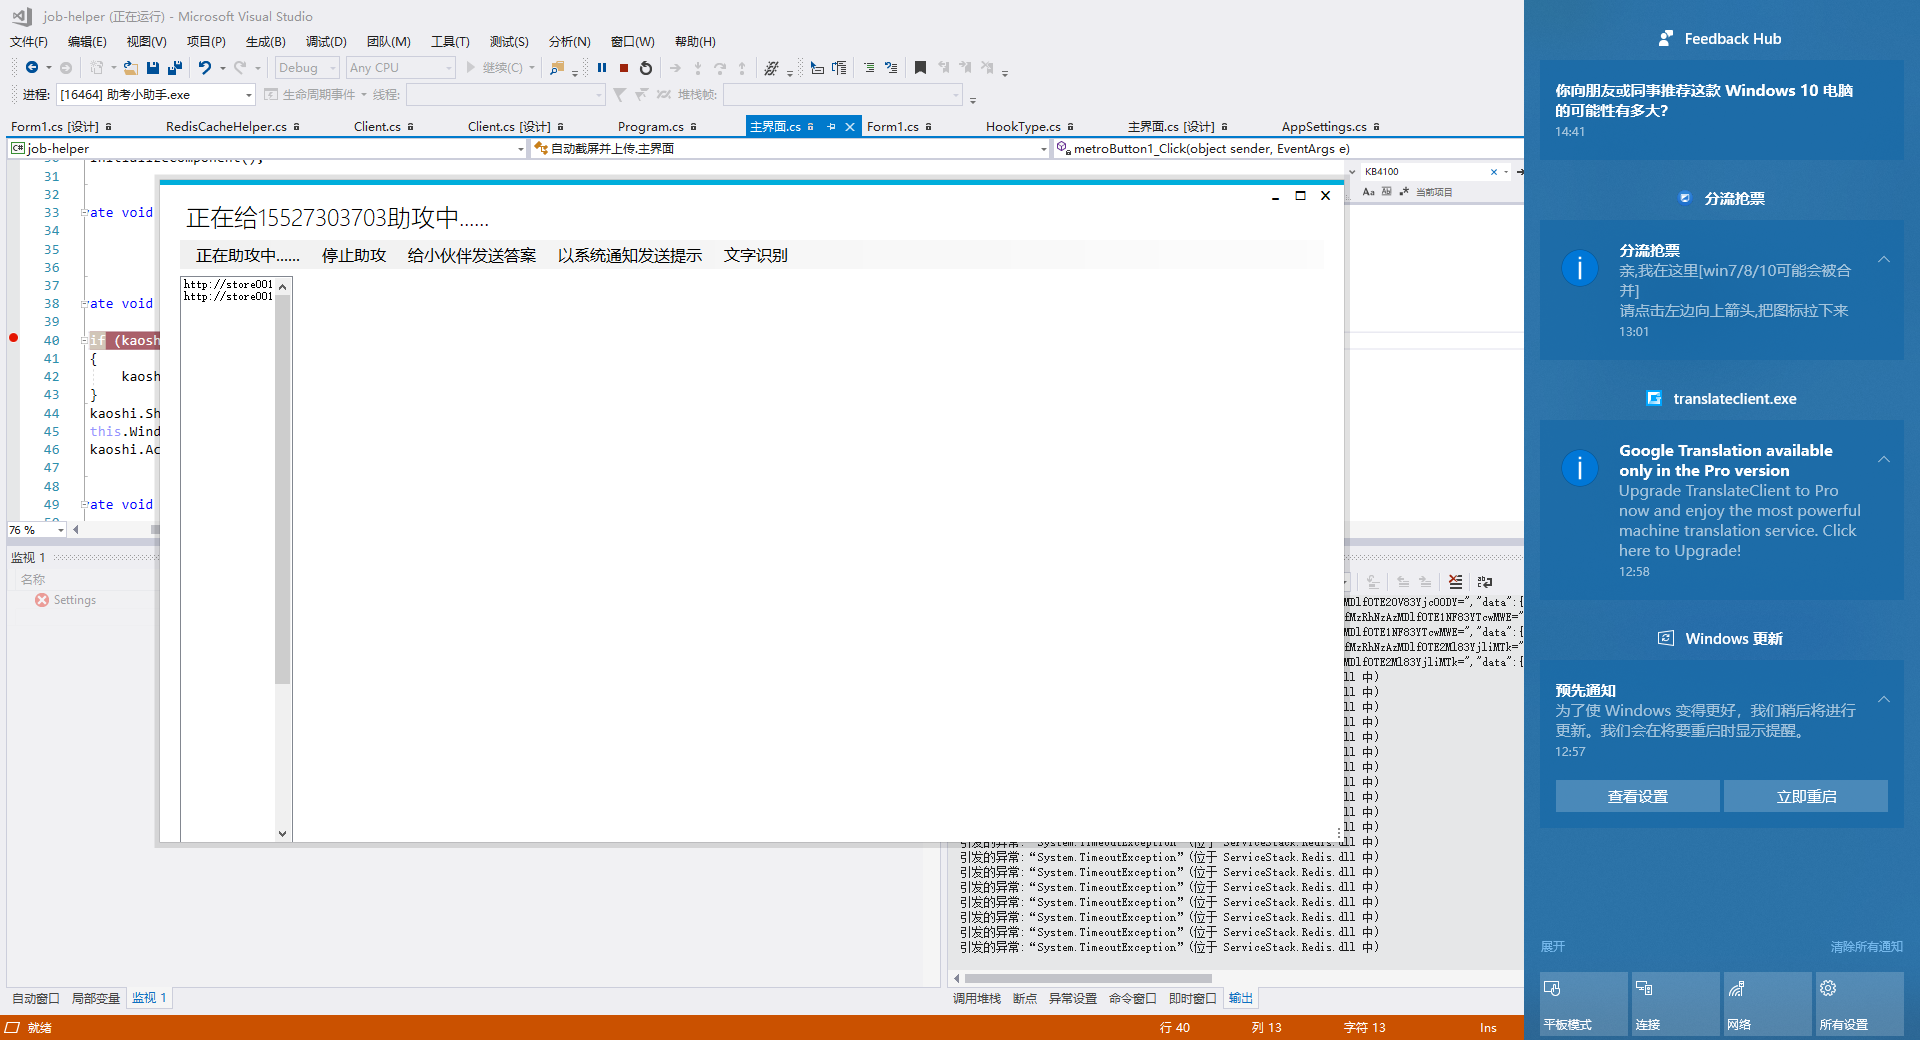 job-helper (正在运行) - Microsoft Visual Studio
文件(F) 编辑(E) 视图(V) 项目(P) 生成(B) 调试(D) 团队(M) 工具(T) 测试(S) 分析(N) 窗口(W) 帮助(H)
Debug Any CPU 继续(C)
进程: [16464] 助考小助手.exe 生命周期事件 线程: 堆栈帧:
Form1.cs [设计] RedisCacheHelper.cs Client.cs Client.cs [设计] Program.cs 主界面.cs Form1.cs HookType.cs 主界面.cs [设计] AppSettings.cs
job-helper 自动截屏并上传.主界面 metroButton1_Click(object sender, EventArgs e)
KB4100
Aa 当前项目
31
32
33 ate void
34
35
36
37
38 ate void
39
40 if (kaosh
41 {
42 kaosh
43 }
44 kaoshi.Sh
45 this.Wind
46 kaoshi.Ac
47
48
49 ate void
76 %
正在给15527303703助攻中......
正在助攻中...... 停止助攻 给小伙伴发送答案 以系统通知发送提示 文字识别
http://store001
http://store001
监视 1
名称
Settings
MDlfOTE2OV83YjcOODY=","data":{
fMzRhNzAzMDlfOTE1NF83YTcwMWE="
MDlfOTE1NF83YTcwMWE=","data":{
fMzRhNzAzMDlfOTE2Ml83YjliMTk="
MDlfOTE2Ml83YjliMTk=","data":{
ll 中)
ll 中)
ll 中)
ll 中)
ll 中)
ll 中)
ll 中)
ll 中)
ll 中)
ll 中)
ll 中)
引发的异常:“System.TimeoutException”(位于 ServiceStack.Redis.dll 中)
引发的异常:“System.TimeoutException”(位于 ServiceStack.Redis.dll 中)
引发的异常:“System.TimeoutException”(位于 ServiceStack.Redis.dll 中)
引发的异常:“System.TimeoutException”(位于 ServiceStack.Redis.dll 中)
引发的异常:“System.TimeoutException”(位于 ServiceStack.Redis.dll 中)
引发的异常:“System.TimeoutException”(位于 ServiceStack.Redis.dll 中)
引发的异常:“System.TimeoutException”(位于 ServiceStack.Redis.dll 中)
引发的异常:“System.TimeoutException”(位于 ServiceStack.Redis.dll 中)
自动窗口 局部变量 监视 1
调用堆栈 断点 异常设置 命令窗口 即时窗口 输出
就绪 行 40 列 13 字符 13 Ins
Feedback Hub
你向朋友或同事推荐这款 Windows 10 电脑
的可能性有多大?
14:41
分流抢票
分流抢票
亲,我在这里[win7/8/10可能会被合
并]
请点击左边向上箭头,把图标拉下来
13:01
translateclient.exe
Google Translation available
only in the Pro version
Upgrade TranslateClient to Pro
now and enjoy the most powerful
machine translation service. Click
here to Upgrade!
12:58
Windows 更新
预先通知
为了使 Windows 变得更好，我们稍后将进行
更新。我们会在将要重启时显示提醒。
12:57
查看设置 立即重启
展开 清除所有通知
平板模式 连接 网络 所有设置